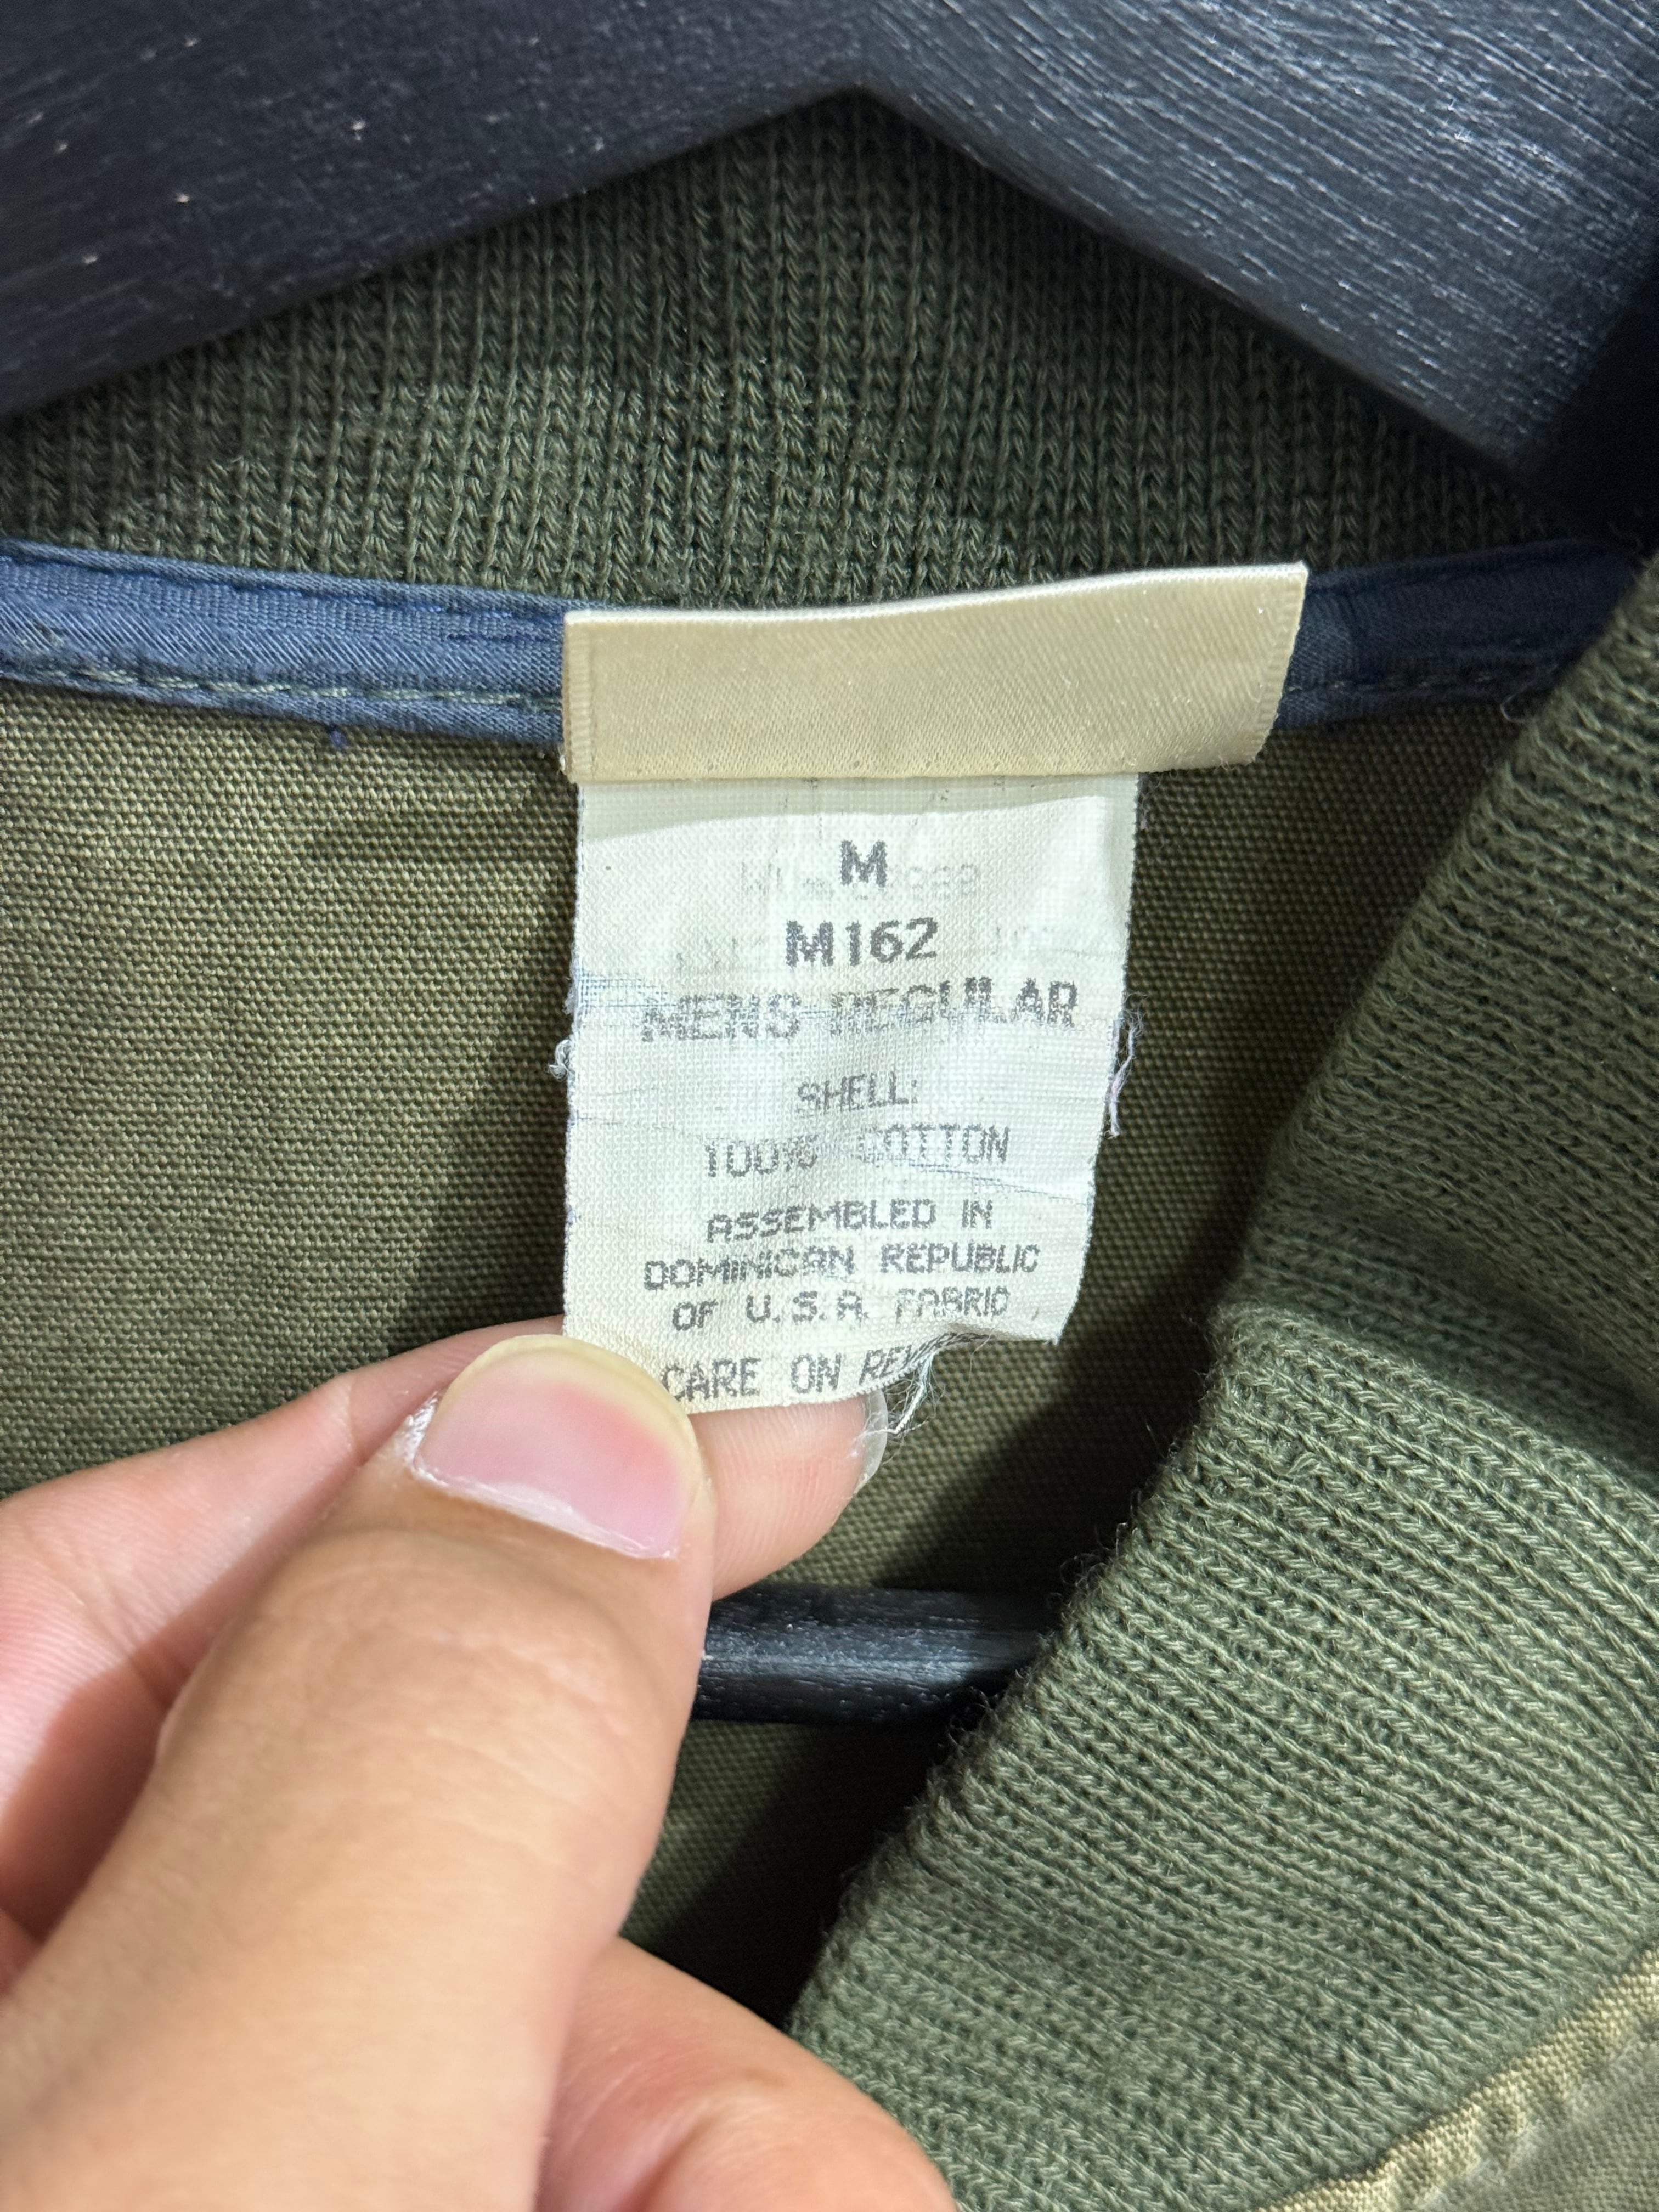 M
M162
MENS REGULAR
SHELL:
100% COTTON
ASSEMBLED IN
DOMINICAN REPUBLIC
OF U.S.A. FABRIC
CARE ON